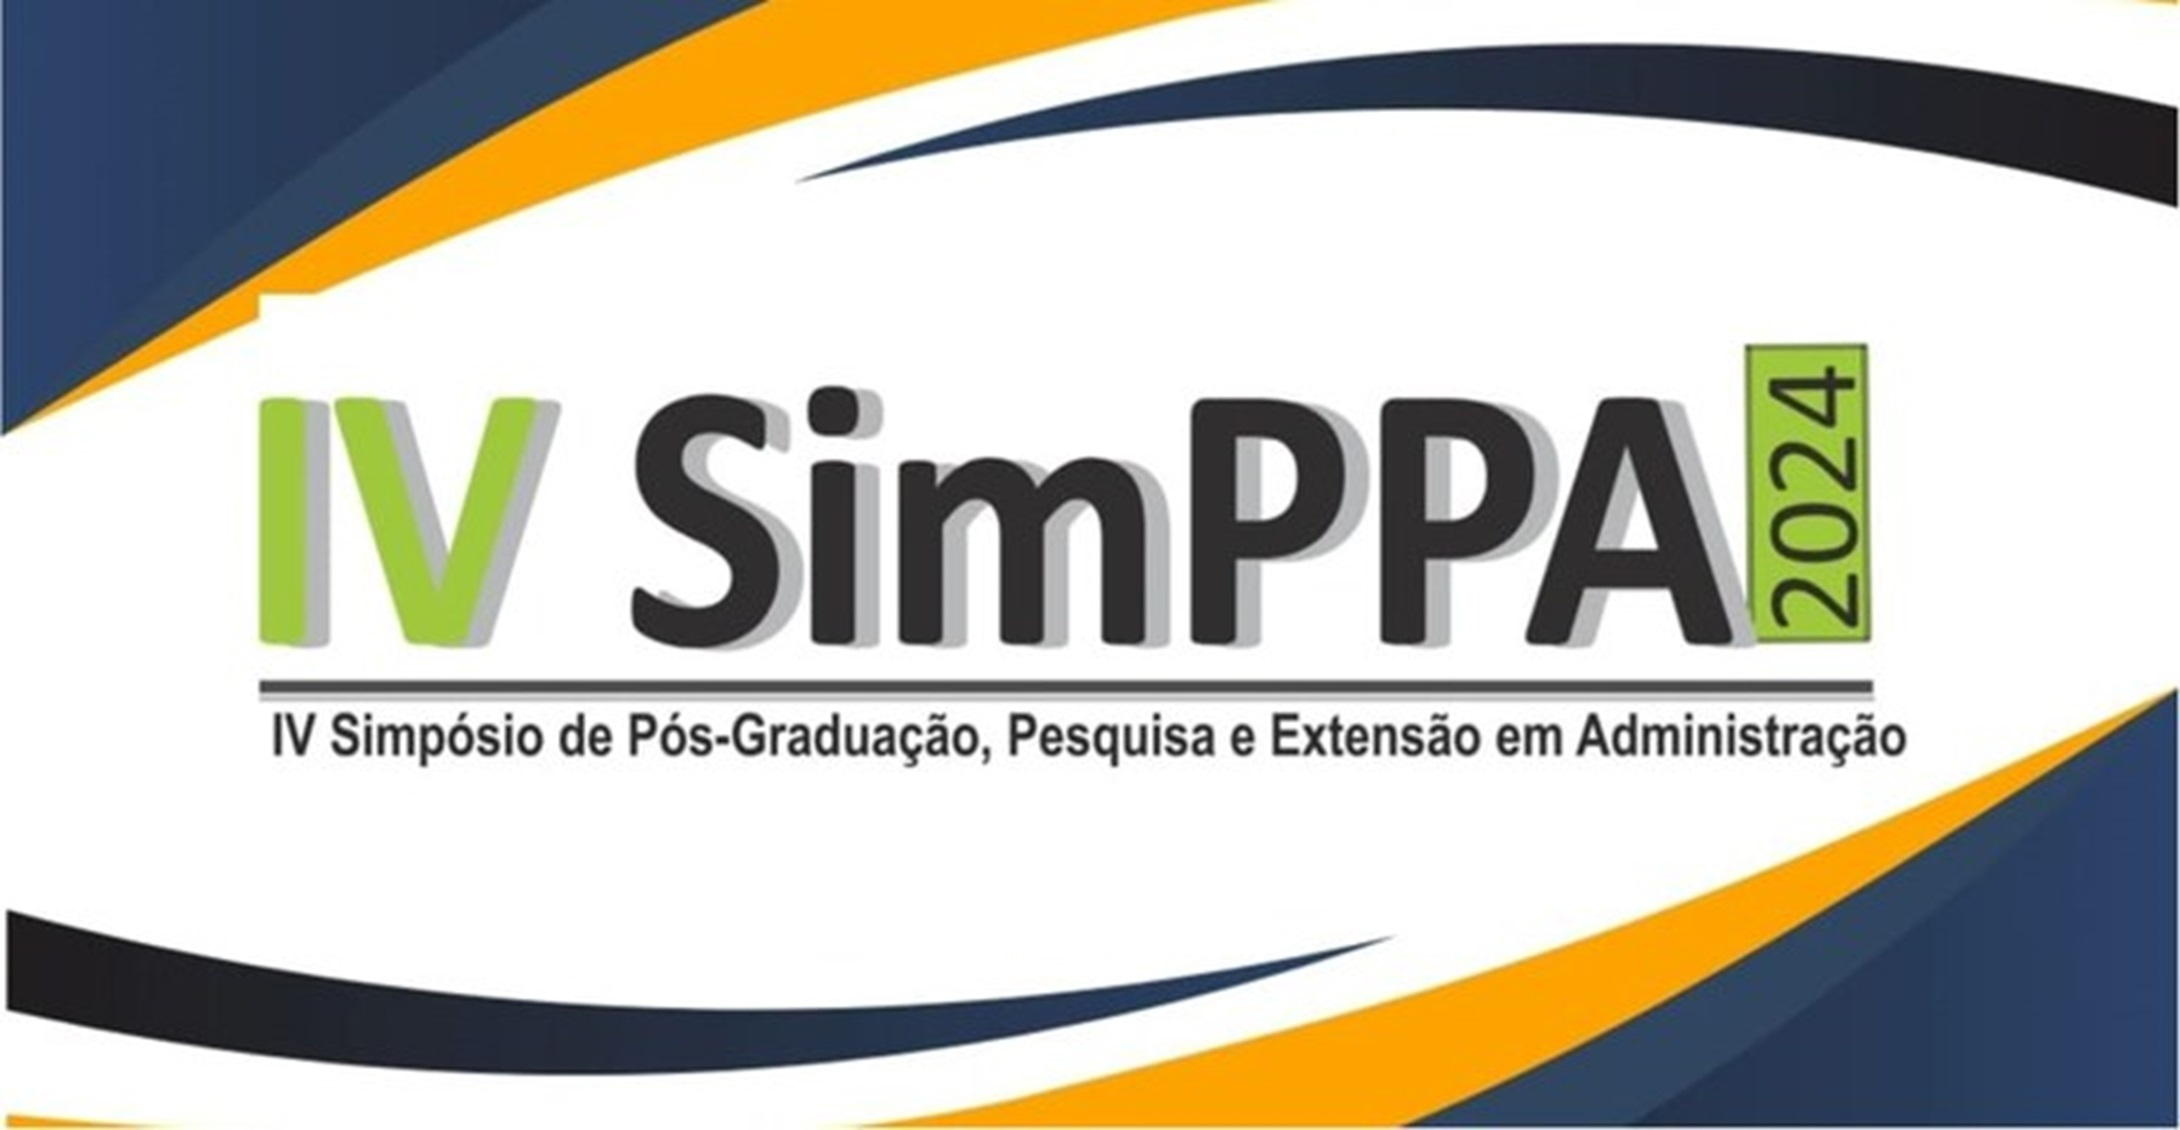 IV SimPPA 2024
IV Simpósio de Pós-Graduação, Pesquisa e Extensão em Administração